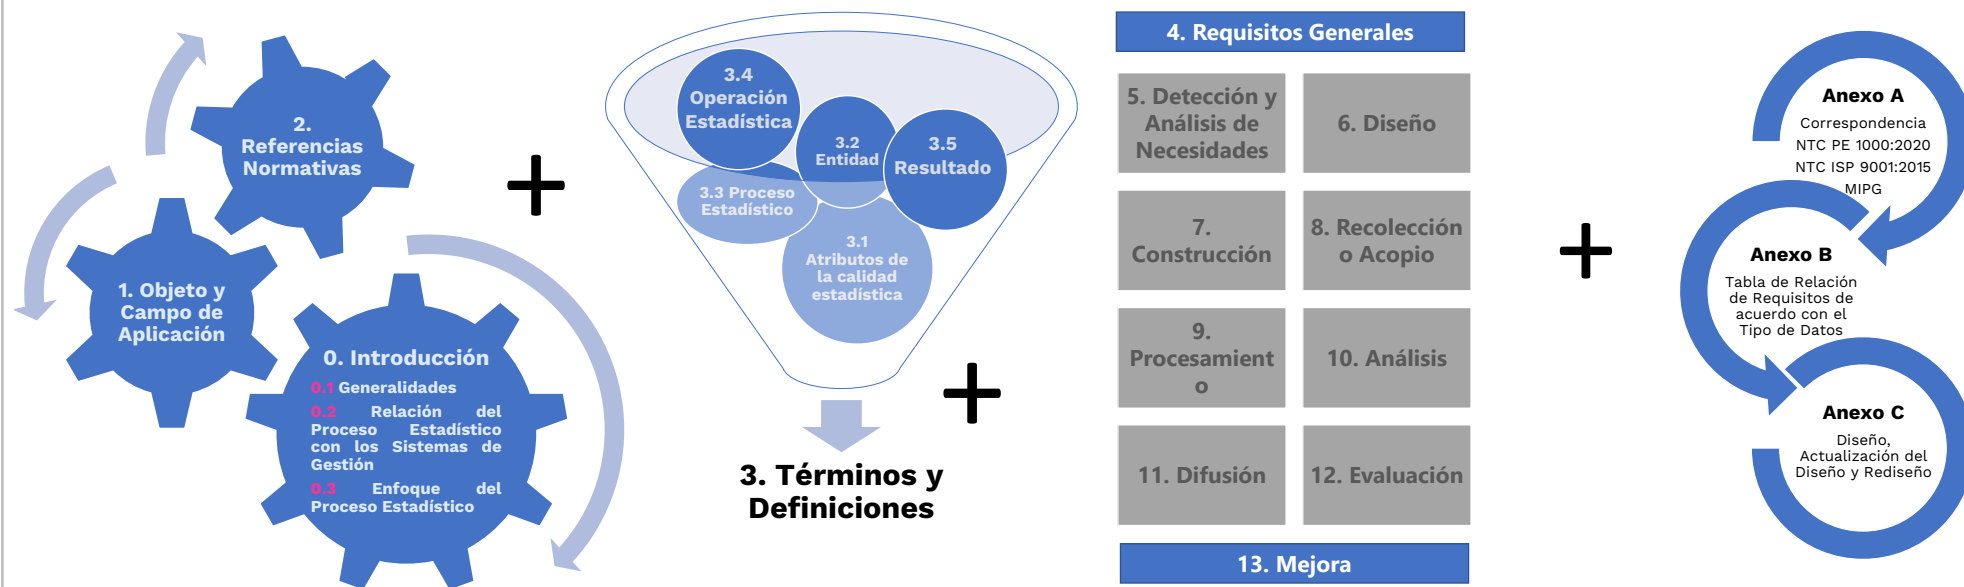 2.
Referencias
Normativas
1. Objeto y
Campo de
Aplicación
0. Introducción
0.1 Generalidades
0.2 Relación del
Proceso Estadístico
con los Sistemas de
Gestión
0.3 Enfoque del
Proceso Estadístico
+
3.4
Operación
Estadística
3.2
Entidad
3.5
Resultado
3.3 Proceso
Estadístico
3.1
Atributos de
la calidad
estadística
3. Términos y
Definiciones
+
4. Requisitos Generales
5. Detección y
Análisis de
Necesidades
6. Diseño
7.
Construcción
8. Recolección
o Acopio
9.
Procesamient
o
10. Análisis
11. Difusión
12. Evaluación
13. Mejora
+
Anexo A
Correspondencia
NTC PE 1000:2020
NTC ISP 9001:2015
MIPG
Anexo B
Tabla de Relación
de Requisitos de
acuerdo con el
Tipo de Datos
Anexo C
Diseño,
Actualización del
Diseño y Rediseño